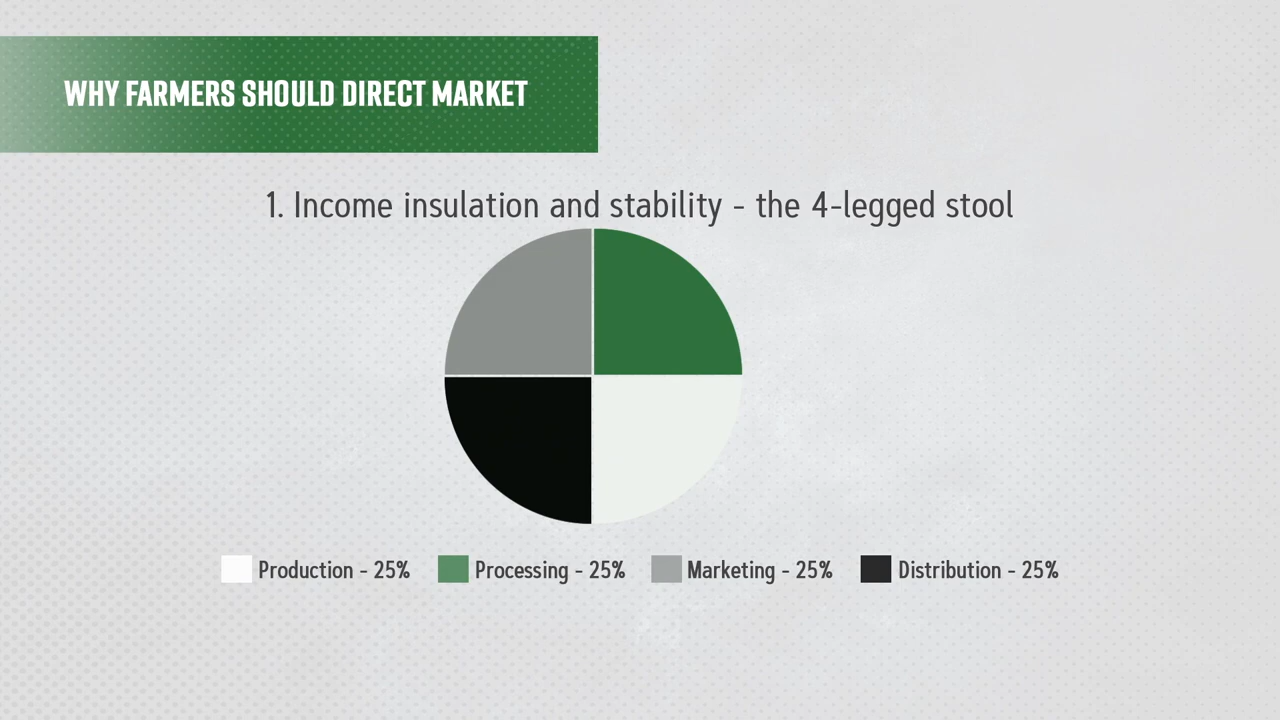 WHY FARMERS SHOULD DIRECT MARKET
1. Income insulation and stability - the 4-legged stool
Production - 25% Processing - 25% Marketing - 25% Distribution - 25%